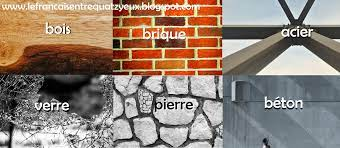 www.lefrancaisentrequatzyeux.blogspot.com
bois
brique
acier
verre
pierre
béton